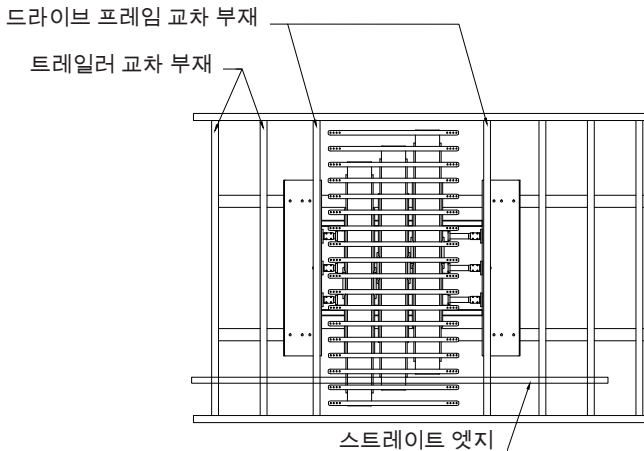 드라이브 프레임 교차 부재
트레일러 교차 부재
스트레이트 엣지